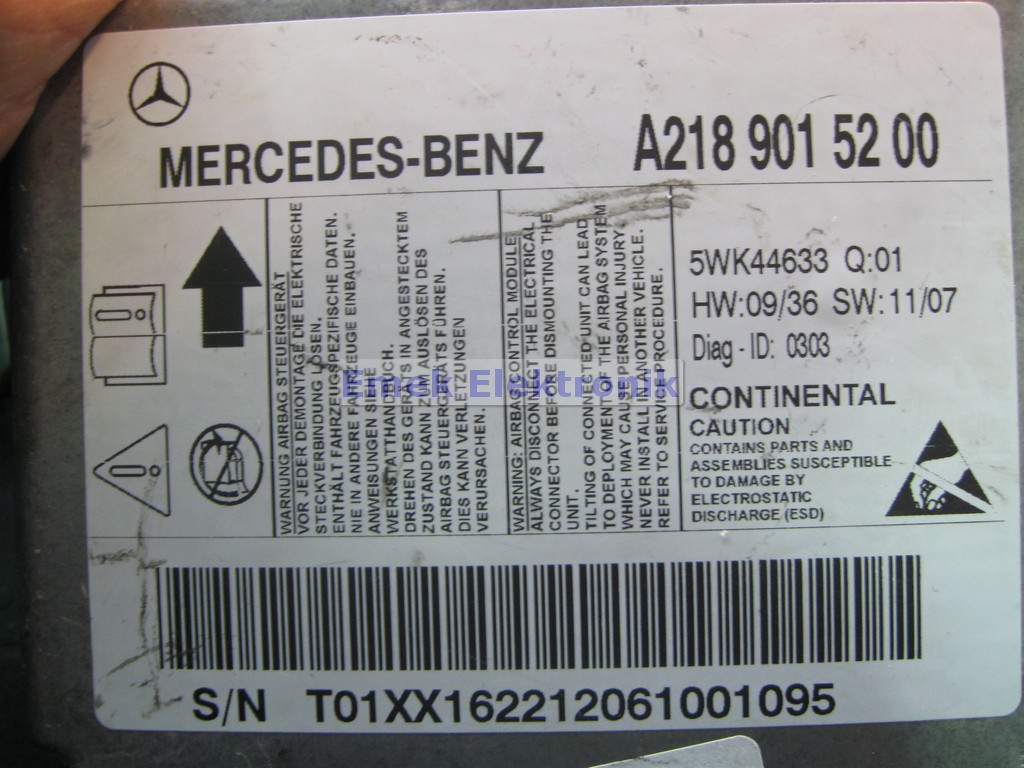 MERCEDES-BENZ
A218 901 52 00
WARNUNG AIRBAG STEUERGERÄT
VOR JEDER DEMONTAGE DIE ELEKTRISCHE
STECKVERBINDUNG LÖSEN.
ENTHÄLT FAHRZEUGSPEZIFISCHE DATEN.
NIE IN ANDERE FAHRZEUGE EINBAUEN.
ANWEISUNGEN SIEHE
WERKSTATTHANDBUCH.
DREHEN DES GERÄTS IN ANGESTECKTEM
ZUSTAND KANN ZUM AUSLÖSEN DES
AIRBAG STEUERGERÄTS FÜHREN.
DIES KANN VERLETZUNGEN
VERURSACHEN.
WARNING: AIRBAG CONTROL MODULE
ALWAYS DISCONNECT THE ELECTRICAL
CONNECTOR BEFORE DISMOUNTING THE
UNIT.
TILTING OF CONNECTED UNIT CAN LEAD
TO DEPLOYMENT OF THE AIRBAG SYSTEM
WHICH MAY CAUSE PERSONAL INJURY.
NEVER INSTALL IN ANOTHER VEHICLE.
REFER TO SERVICE PROCEDURE.
5WK44633 Q:01
HW:09/36 SW:11/07
Diag - ID: 0303
CONTINENTAL
CAUTION
CONTAINS PARTS AND
ASSEMBLIES SUSCEPTIBLE
TO DAMAGE BY
ELECTROSTATIC
DISCHARGE (ESD)
Emek Elektronik
S/N T01XX162212061001095